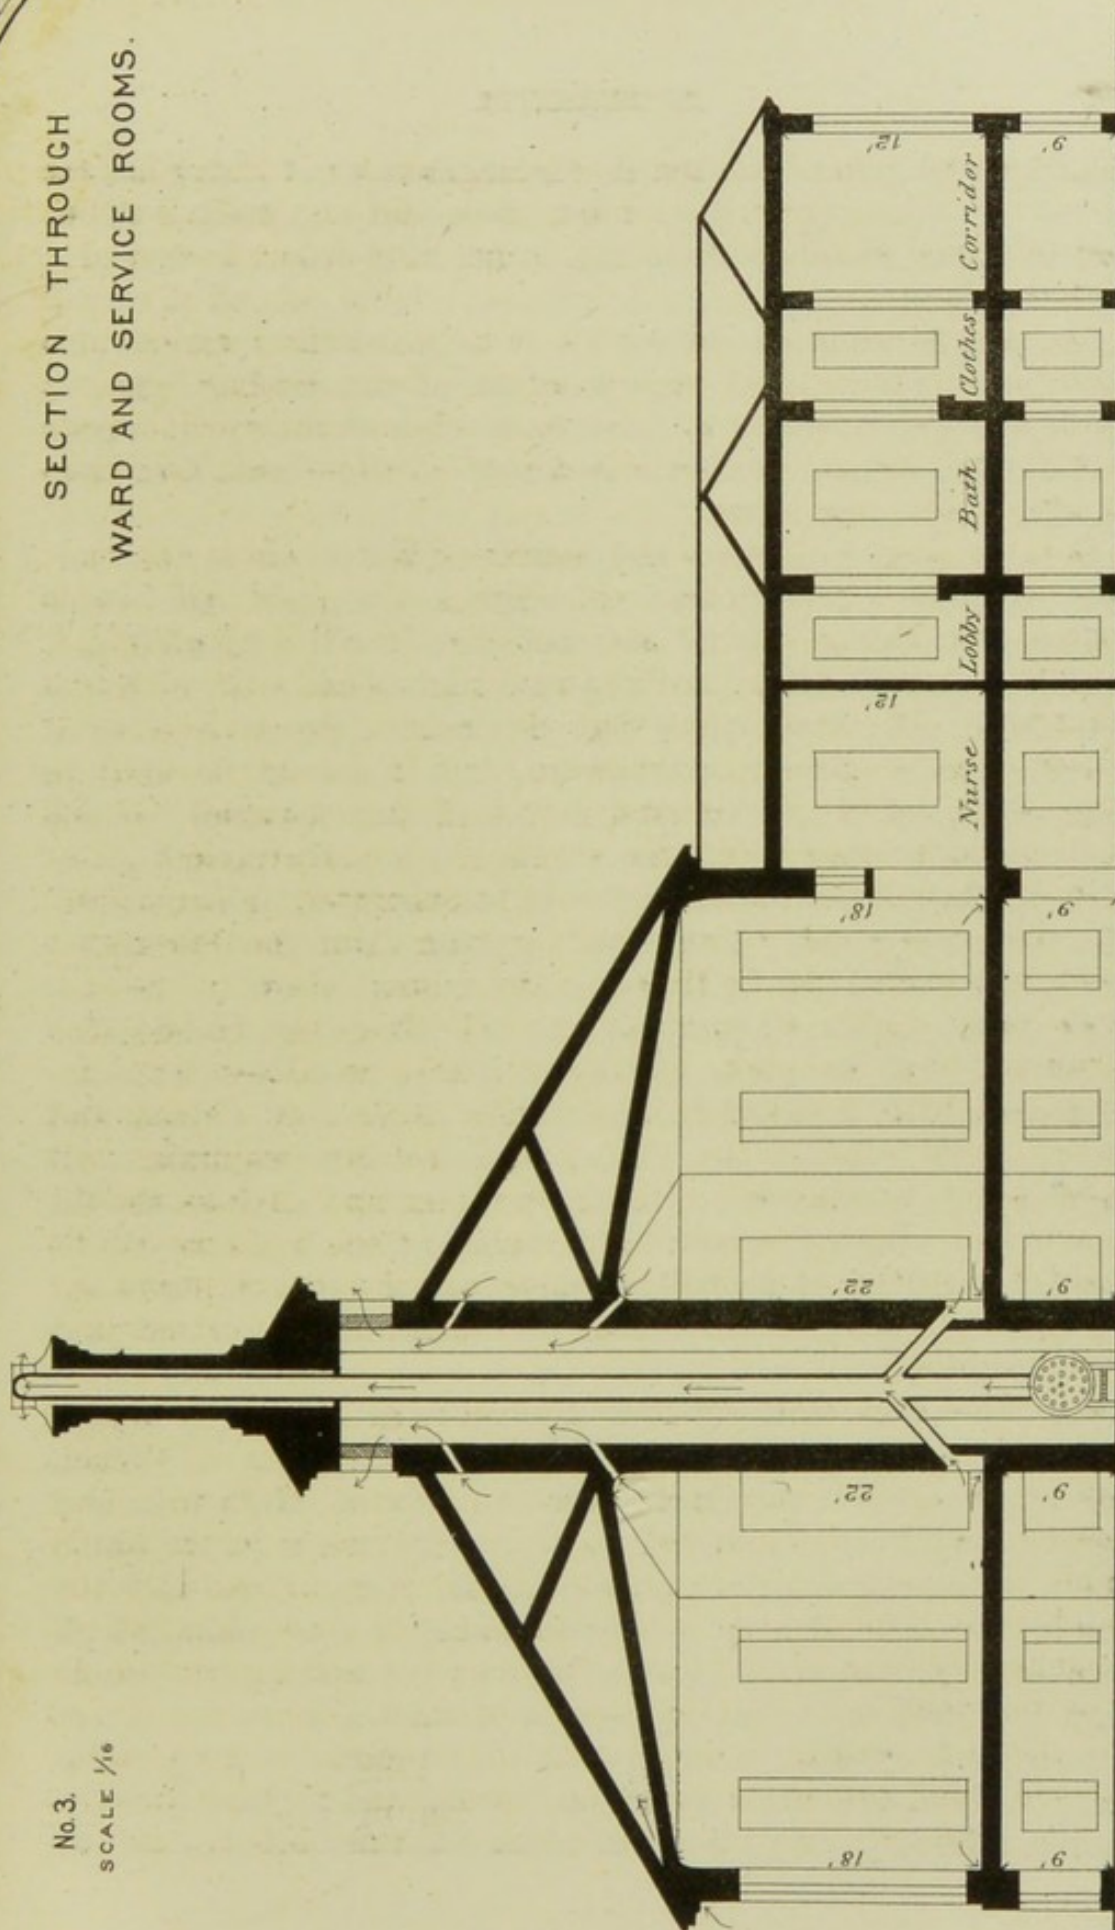 No. 3.
SCALE 1/16
SECTION THROUGH
WARD AND SERVICE ROOMS.
18'
22'
22'
18'
12'
12'
Nurse
Lobby
Bath
Clothes
Corridor
9'
9'
9'
9'
9'